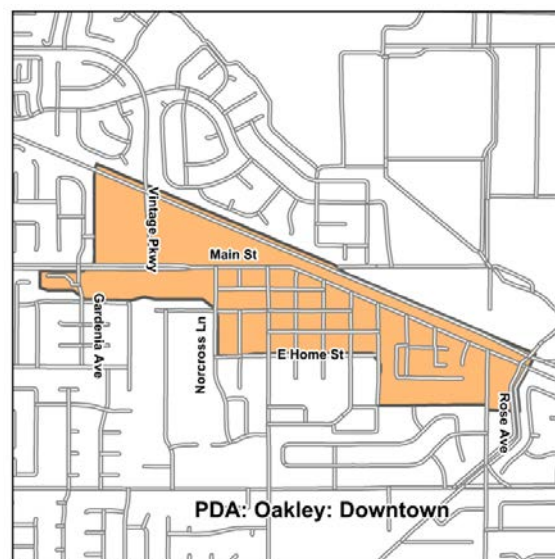 Vintage Pkwy
Main St
Gardenia Ave
Norcross Ln
E Home St
Rose Ave
PDA: Oakley: Downtown